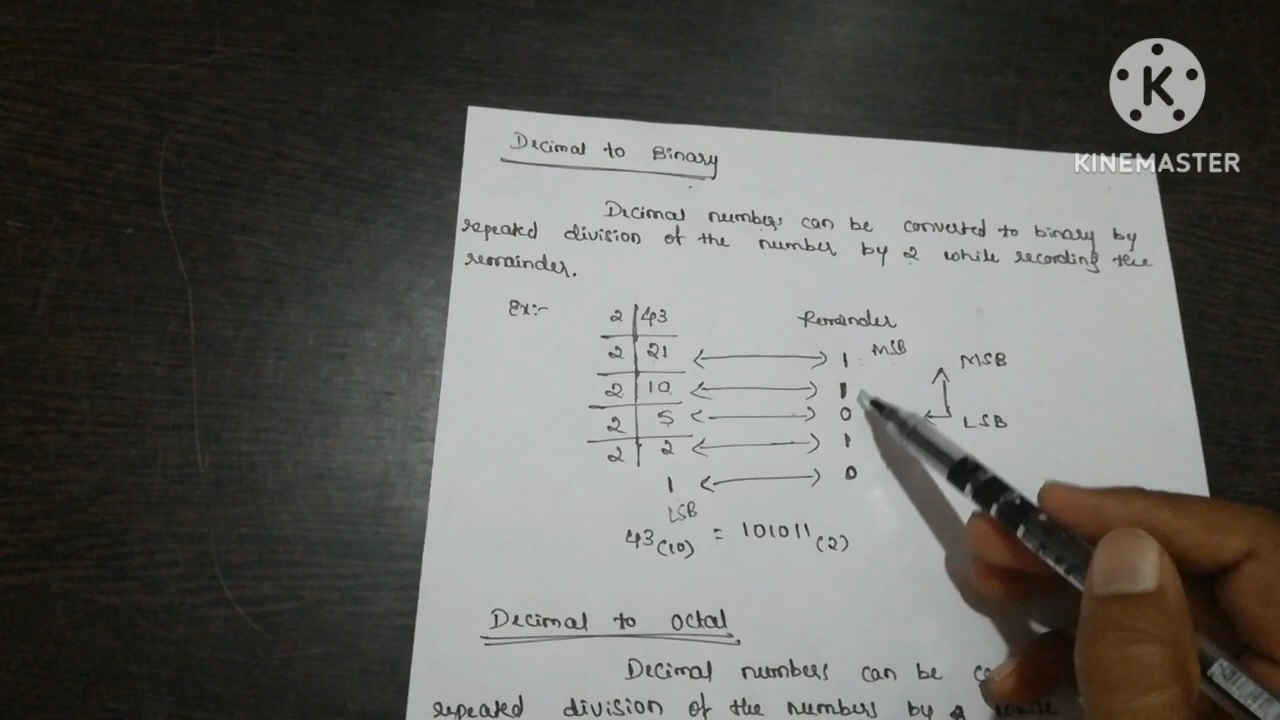 K
KINEMASTER
Decimal to Binary
Decimal numbers can be converted to binary by
repeated division of the number by 2 while recording the
remainder.
Ex:- 2 43 Remainder
2 21 1 MSB MSB
2 10 1
2 5 0 LSB
2 2 1
1 0
LSB
43(10) = 101011(2)
Decimal to Octal
Decimal numbers can be
repeated division of the numbers by 2 while